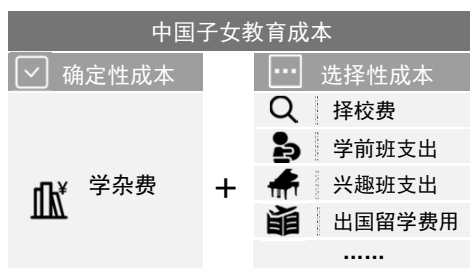 中国子女教育成本
确定性成本
选择性成本
学杂费
+
择校费
学前班支出
兴趣班支出
出国留学费用
……